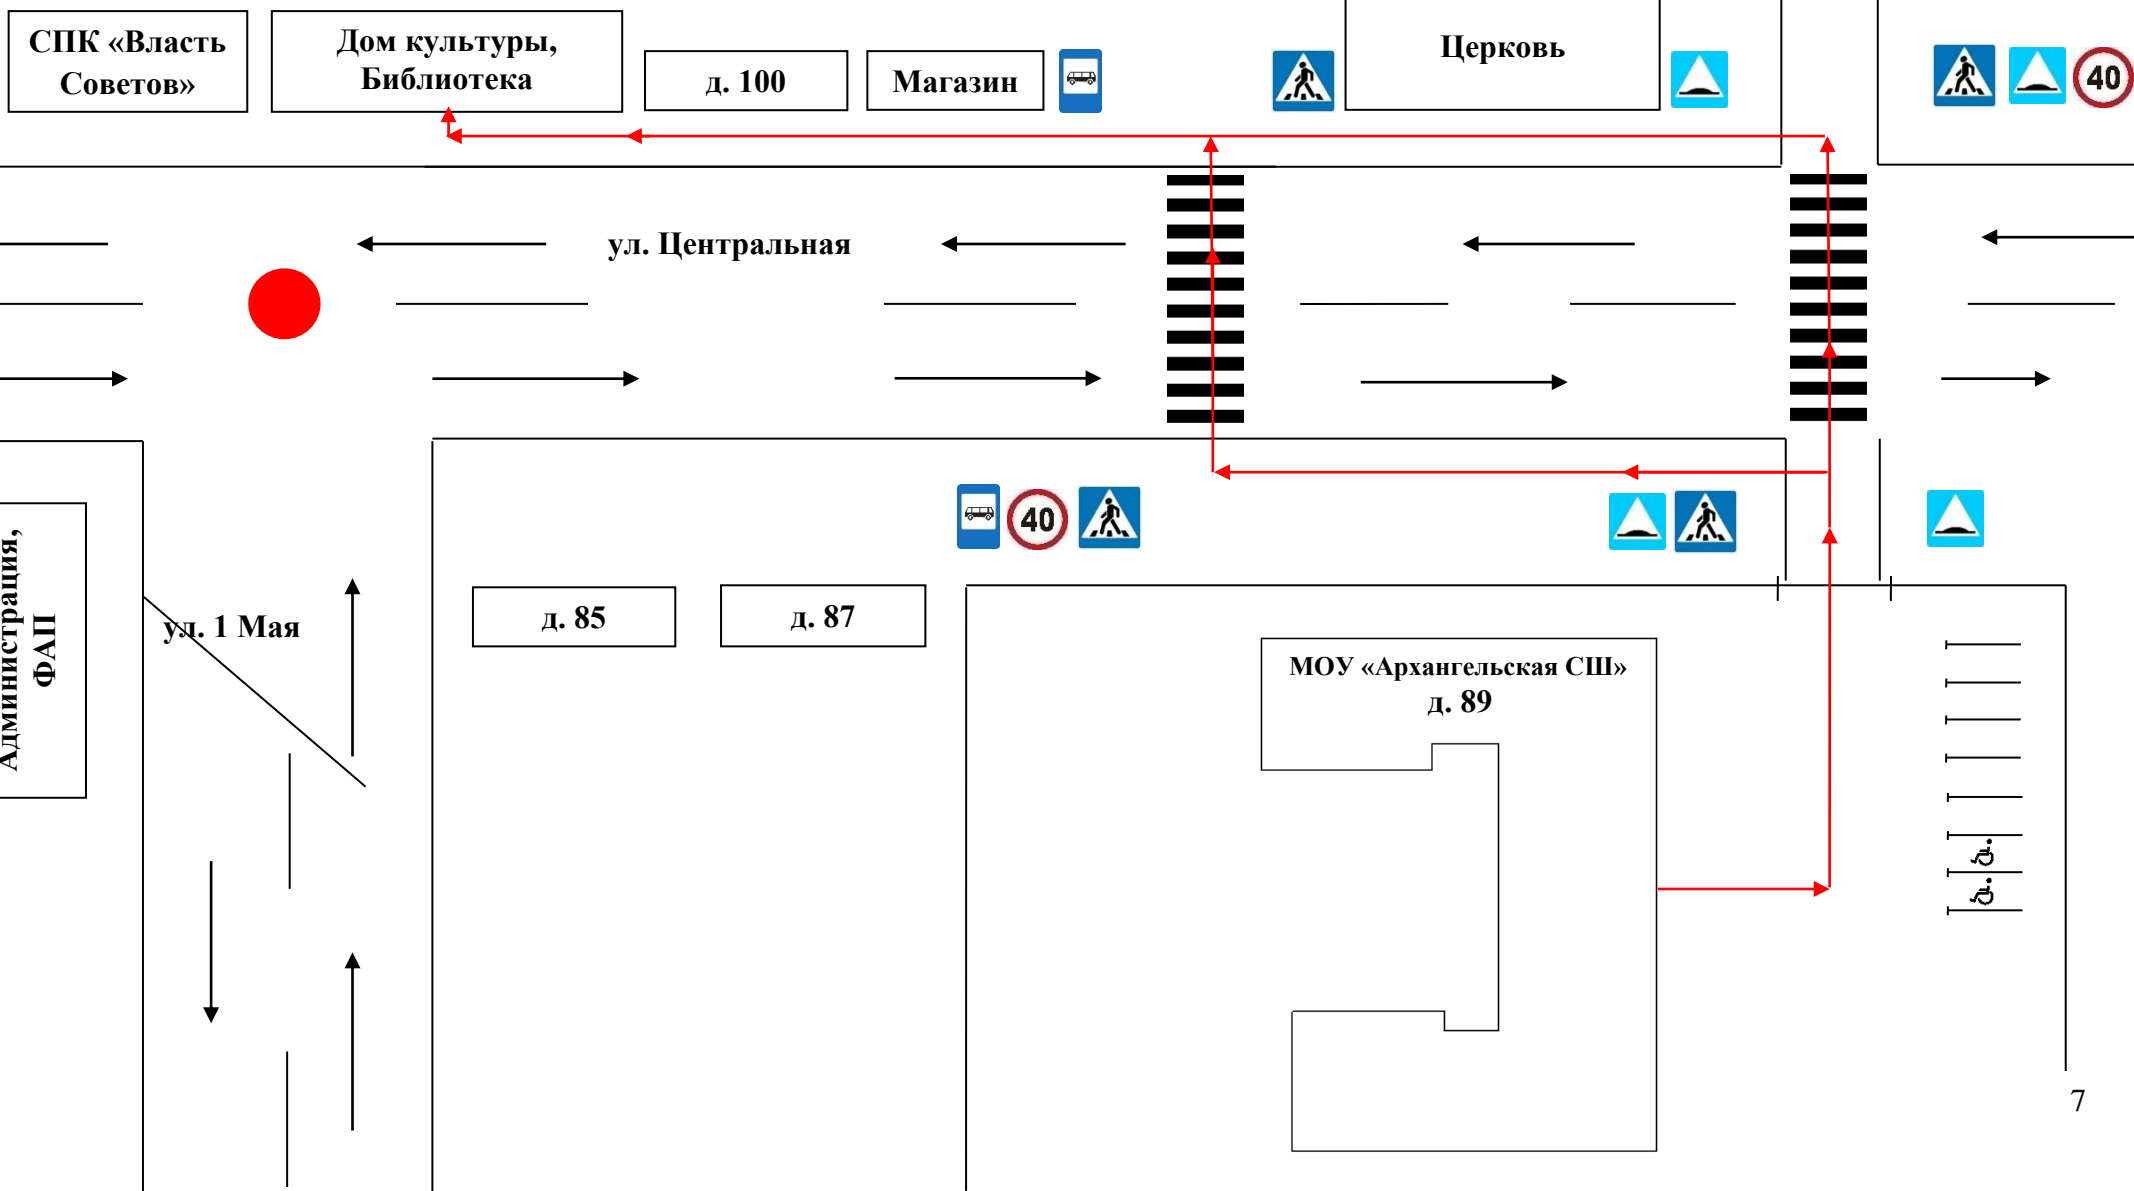 СПК «Власть
Советов»
Дом культуры,
Библиотека
д. 100
Магазин
Церковь
40
ул. Центральная
40
Администрация,
ФАП
ул. 1 Мая
д. 85
д. 87
МОУ «Архангельская СШ»
д. 89
7